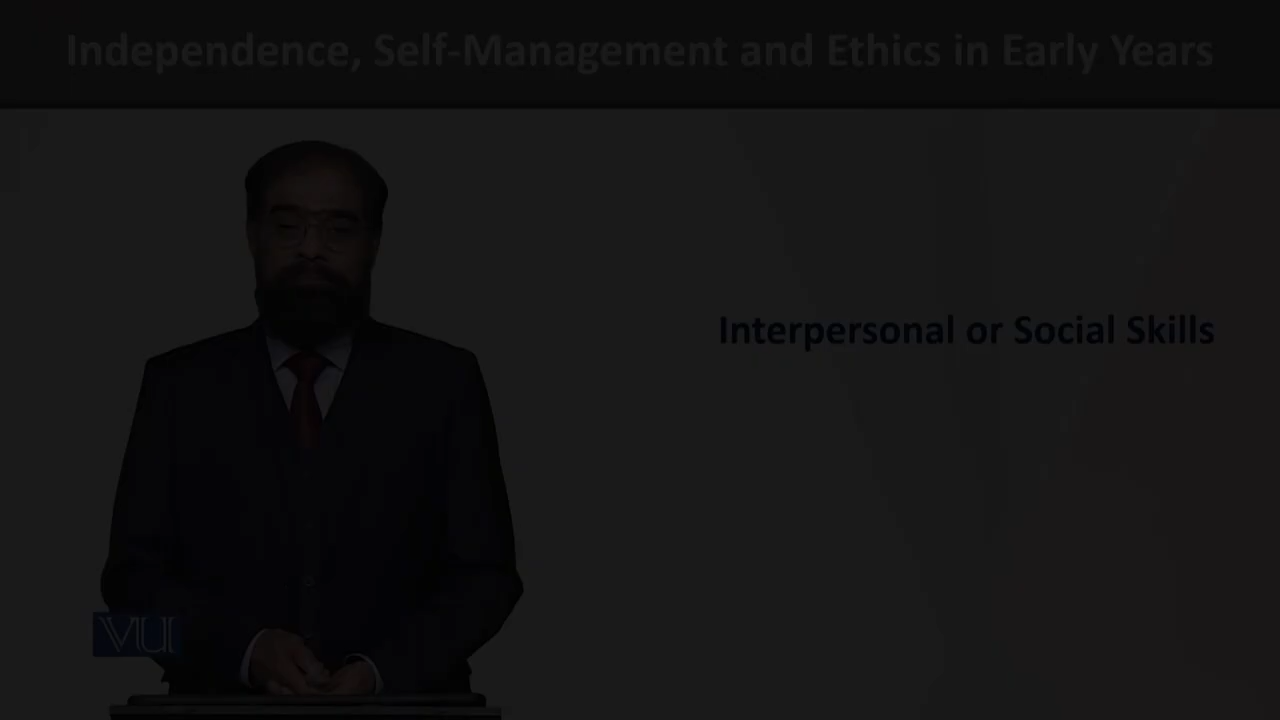 Independence, Self-Management and Ethics in Early Years
Interpersonal or Social Skills
VU